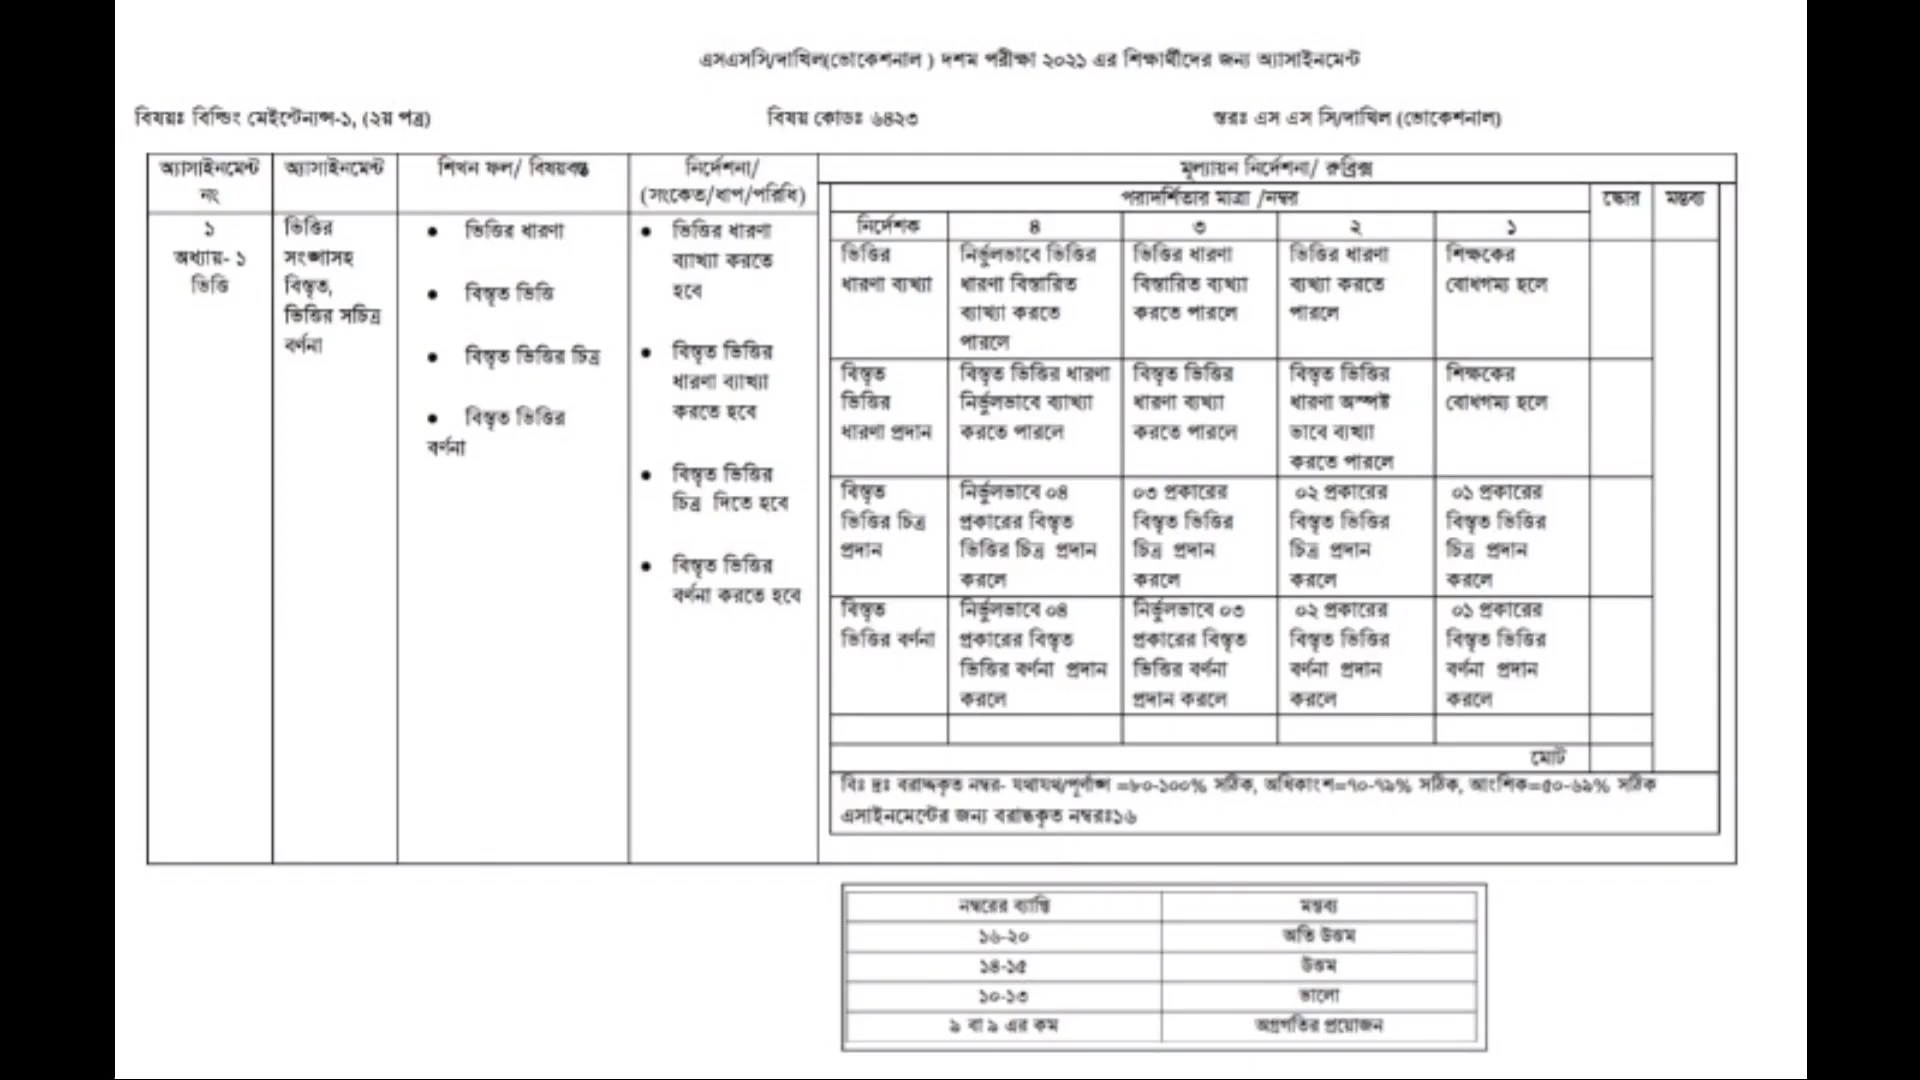 এসএসসি/দাখিল(ভোকেশনাল ) দশম পরীক্ষা ২০২১ এর শিক্ষার্থীদের জন্য অ্যাসাইনমেন্ট
বিষয়ঃ বিল্ডিং মেইন্টেন্যান্স-১, (২য় পত্র) বিষয় কোডঃ ৬৪২৩ স্তরঃ এস এস সি/দাখিল (ভোকেশনাল)
অ্যাসাইনমেন্ট
নং
অ্যাসাইনমেন্ট
শিখন ফল/ বিষয়বস্তু
নির্দেশনা/
(সংকেত/ধাপ/পরিধি)
মূল্যায়ন নির্দেশনা/ রুব্রিক্স
পরাদর্শিতার মাত্রা /নম্বর
স্কোর
মন্তব্য
নির্দেশক ৪ ৩ ২ ১
১
অধ্যায়- ১
ভিত্তি
ভিত্তির
সংজ্ঞাসহ
বিস্তৃত,
ভিত্তির সচিত্র
বর্ণনা
• ভিত্তির ধারণা
• বিস্তৃত ভিত্তি
• বিস্তৃত ভিত্তির চিত্র
• বিস্তৃত ভিত্তির
বর্ণনা
• ভিত্তির ধারণা
ব্যাখ্যা করতে
হবে
• বিস্তৃত ভিত্তির
ধারণা ব্যাখ্যা
করতে হবে
• বিস্তৃত ভিত্তির
চিত্র দিতে হবে
• বিস্তৃত ভিত্তির
বর্ণনা করতে হবে
ভিত্তির
ধারণা ব্যখ্যা
নির্ভুলভাবে ভিত্তির
ধারণা বিস্তারিত
ব্যাখ্যা করতে
পারলে
ভিত্তির ধারণা
বিস্তারিত ব্যখ্যা
করতে পারলে
ভিত্তির ধারণা
ব্যখ্যা করতে
পারলে
শিক্ষকের
বোধগম্য হলে
বিস্তৃত
ভিত্তির
ধারণা প্রদান
বিস্তৃত ভিত্তির ধারণা
নির্ভুলভাবে ব্যাখ্যা
করতে পারলে
বিস্তৃত ভিত্তির
ধারণা ব্যখ্যা
করতে পারলে
বিস্তৃত ভিত্তির
ধারণা অস্পষ্ট
ভাবে ব্যখ্যা
করতে পারলে
শিক্ষকের
বোধগম্য হলে
বিস্তৃত
ভিত্তির চিত্র
প্রদান
নির্ভুলভাবে ০৪
প্রকারের বিস্তৃত
ভিত্তির চিত্র প্রদান
করলে
০৩ প্রকারের
বিস্তৃত ভিত্তির
চিত্র প্রদান
করলে
০২ প্রকারের
বিস্তৃত ভিত্তির
চিত্র প্রদান
করলে
০১ প্রকারের
বিস্তৃত ভিত্তির
চিত্র প্রদান
করলে
বিস্তৃত
ভিত্তির বর্ণনা
নির্ভুলভাবে ০৪
প্রকারের বিস্তৃত
ভিত্তির বর্ণনা প্রদান
করলে
নির্ভুলভাবে ০৩
প্রকারের বিস্তৃত
ভিত্তির বর্ণনা
প্রদান করলে
০২ প্রকারের
বিস্তৃত ভিত্তির
বর্ণনা প্রদান
করলে
০১ প্রকারের
বিস্তৃত ভিত্তির
বর্ণনা প্রদান
করলে
মোট
বিঃ দ্রঃ বরাদ্দকৃত নম্বর- যথাযথ/পূর্ণাঙ্গ =৮০-১০০% সঠিক, অধিকাংশ=৭০-৭৯% সঠিক, আংশিক=৫০-৬৯% সঠিক
এসাইনমেন্টের জন্য বরাদ্ধকৃত নম্বরঃ১৬
নম্বরের ব্যাপ্তি মন্তব্য
১৬-২০ অতি উত্তম
১৪-১৫ উত্তম
১০-১৩ ভালো
৯ বা ৯ এর কম অগ্রগতির প্রয়োজন